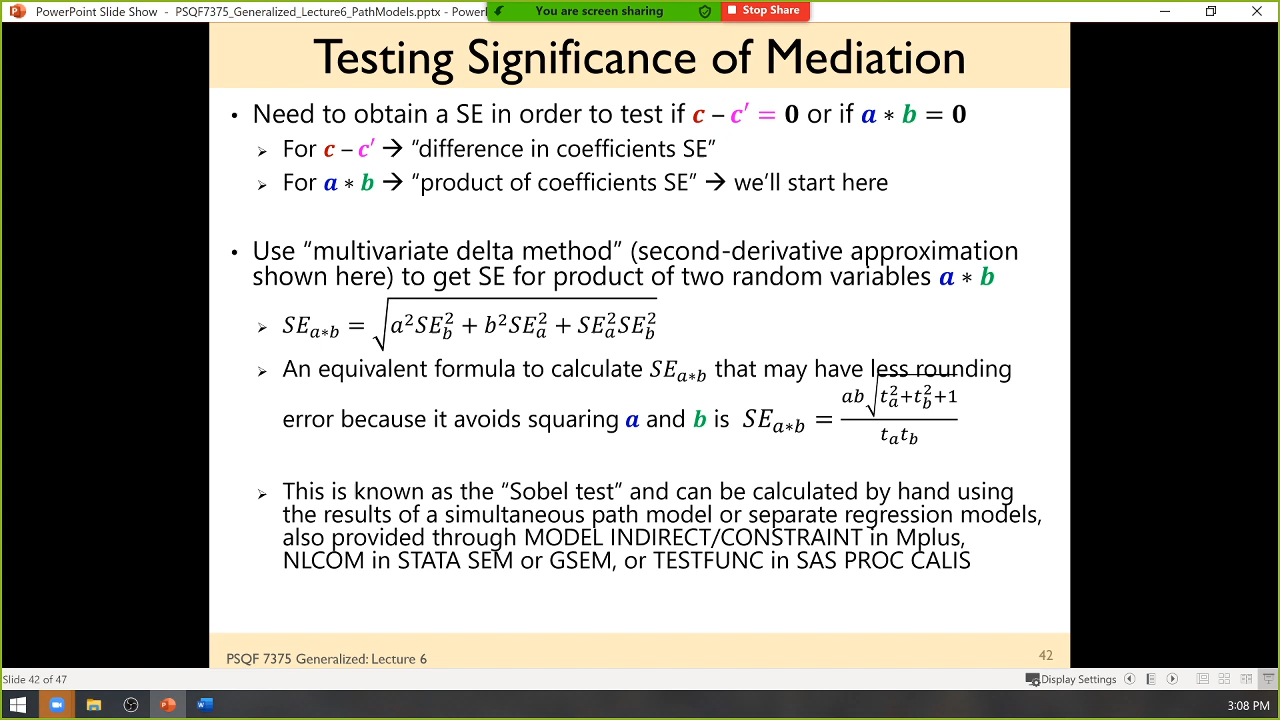 PowerPoint Slide Show - PSQF7375_Generalized_Lecture6_PathModels.pptx - Power
You are screen sharing
Stop Share
Testing Significance of Mediation
• Need to obtain a SE in order to test if c – c′ = 0 or if a ∗ b = 0
➢ For c – c′ → “difference in coefficients SE”
➢ For a ∗ b → “product of coefficients SE” → we’ll start here
• Use “multivariate delta method” (second-derivative approximation
shown here) to get SE for product of two random variables a ∗ b
➢ SE_{a∗b} = √(a²SE_b² + b²SE_a² + SE_a²SE_b²)
➢ An equivalent formula to calculate SE_{a∗b} that may have less rounding
error because it avoids squaring a and b is SE_{a∗b} = ab√(t_a²+t_b²+1) / t_at_b
➢ This is known as the “Sobel test” and can be calculated by hand using
the results of a simultaneous path model or separate regression models,
also provided through MODEL INDIRECT/CONSTRAINT in Mplus,
NLCOM in STATA SEM or GSEM, or TESTFUNC in SAS PROC CALIS
PSQF 7375 Generalized: Lecture 6
42
Slide 42 of 47
Display Settings
3:08 PM